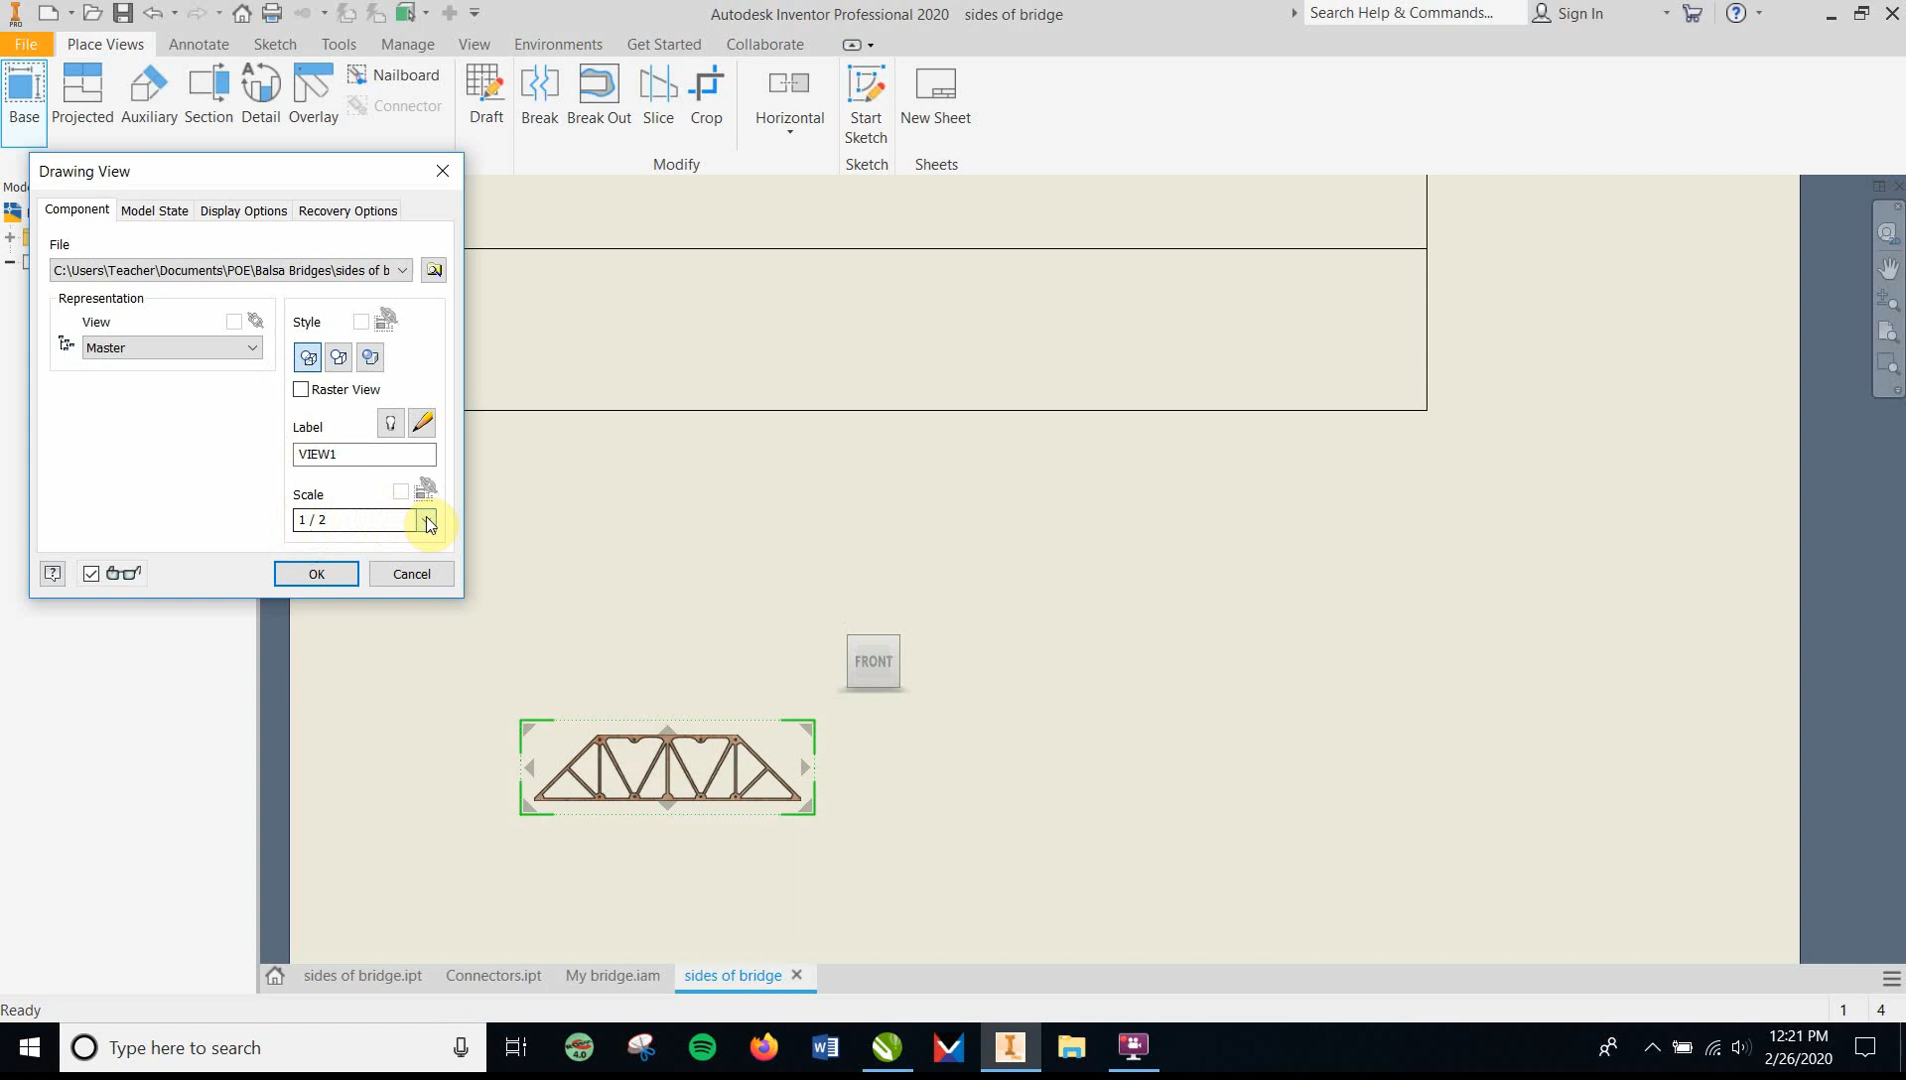 PRO
Autodesk Inventor Professional 2020 sides of bridge
Search Help & Commands...
Sign In
File
Place Views
Annotate
Sketch
Tools
Manage
View
Environments
Get Started
Collaborate
Base
Projected
Auxiliary
Section
Detail
Overlay
Nailboard
Connector
Draft
Break
Break Out
Slice
Crop
Horizontal
Start Sketch
New Sheet
Modify
Sketch
Sheets
Drawing View
Component
Model State
Display Options
Recovery Options
File
C:\Users\Teacher\Documents\POE\Balsa Bridges\sides of b
Representation
View
Master
Style
Raster View
Label
VIEW1
Scale
1 / 2
OK
Cancel
FRONT
sides of bridge.ipt
Connectors.ipt
My bridge.iam
sides of bridge
Ready
1
4
Type here to search
4.0
12:21 PM
2/26/2020